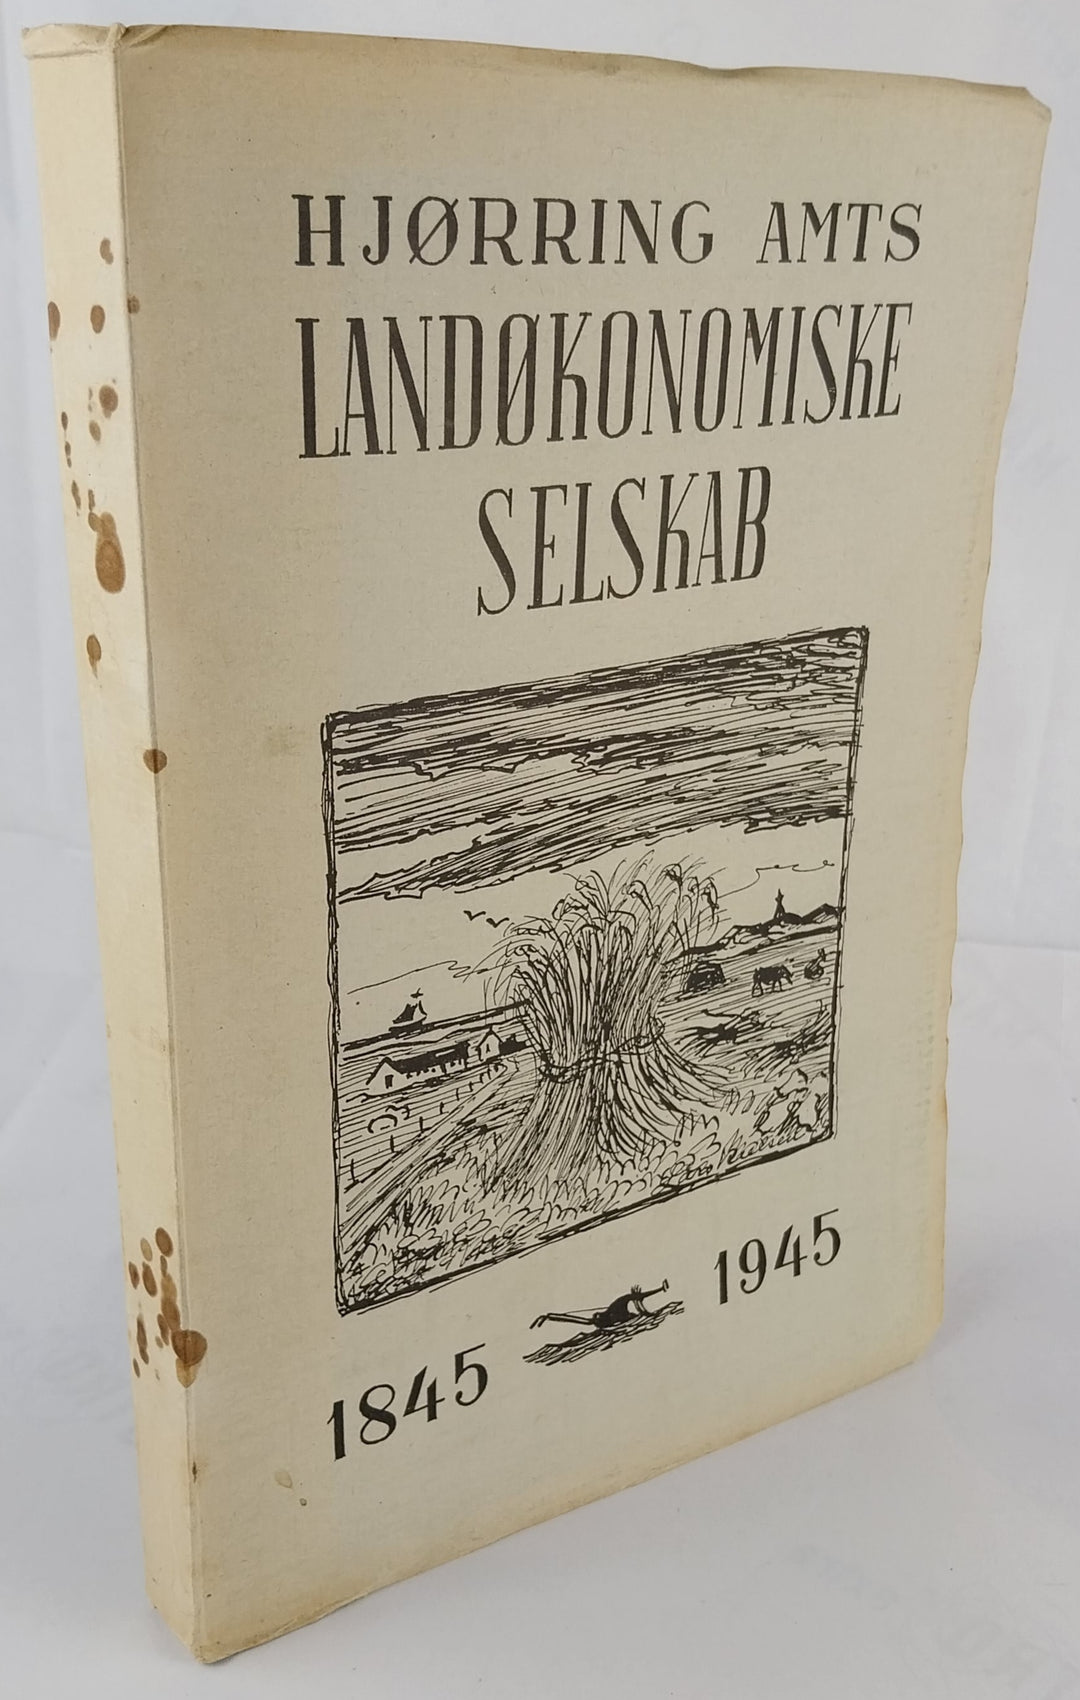 HJØRRING AMTS
LANDØKONOMISKE
SELSKAB
1845 1945